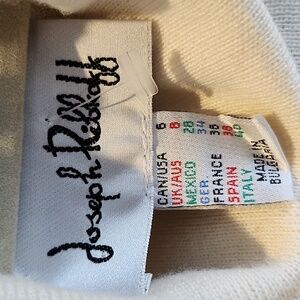 Joseph Ribkoff
CAN/USA 6
UK/AUS 8
MEXICO 28
GER. 34
FRANCE 36
SPAIN 38
ITALY 40
MADE IN
BULGARIA